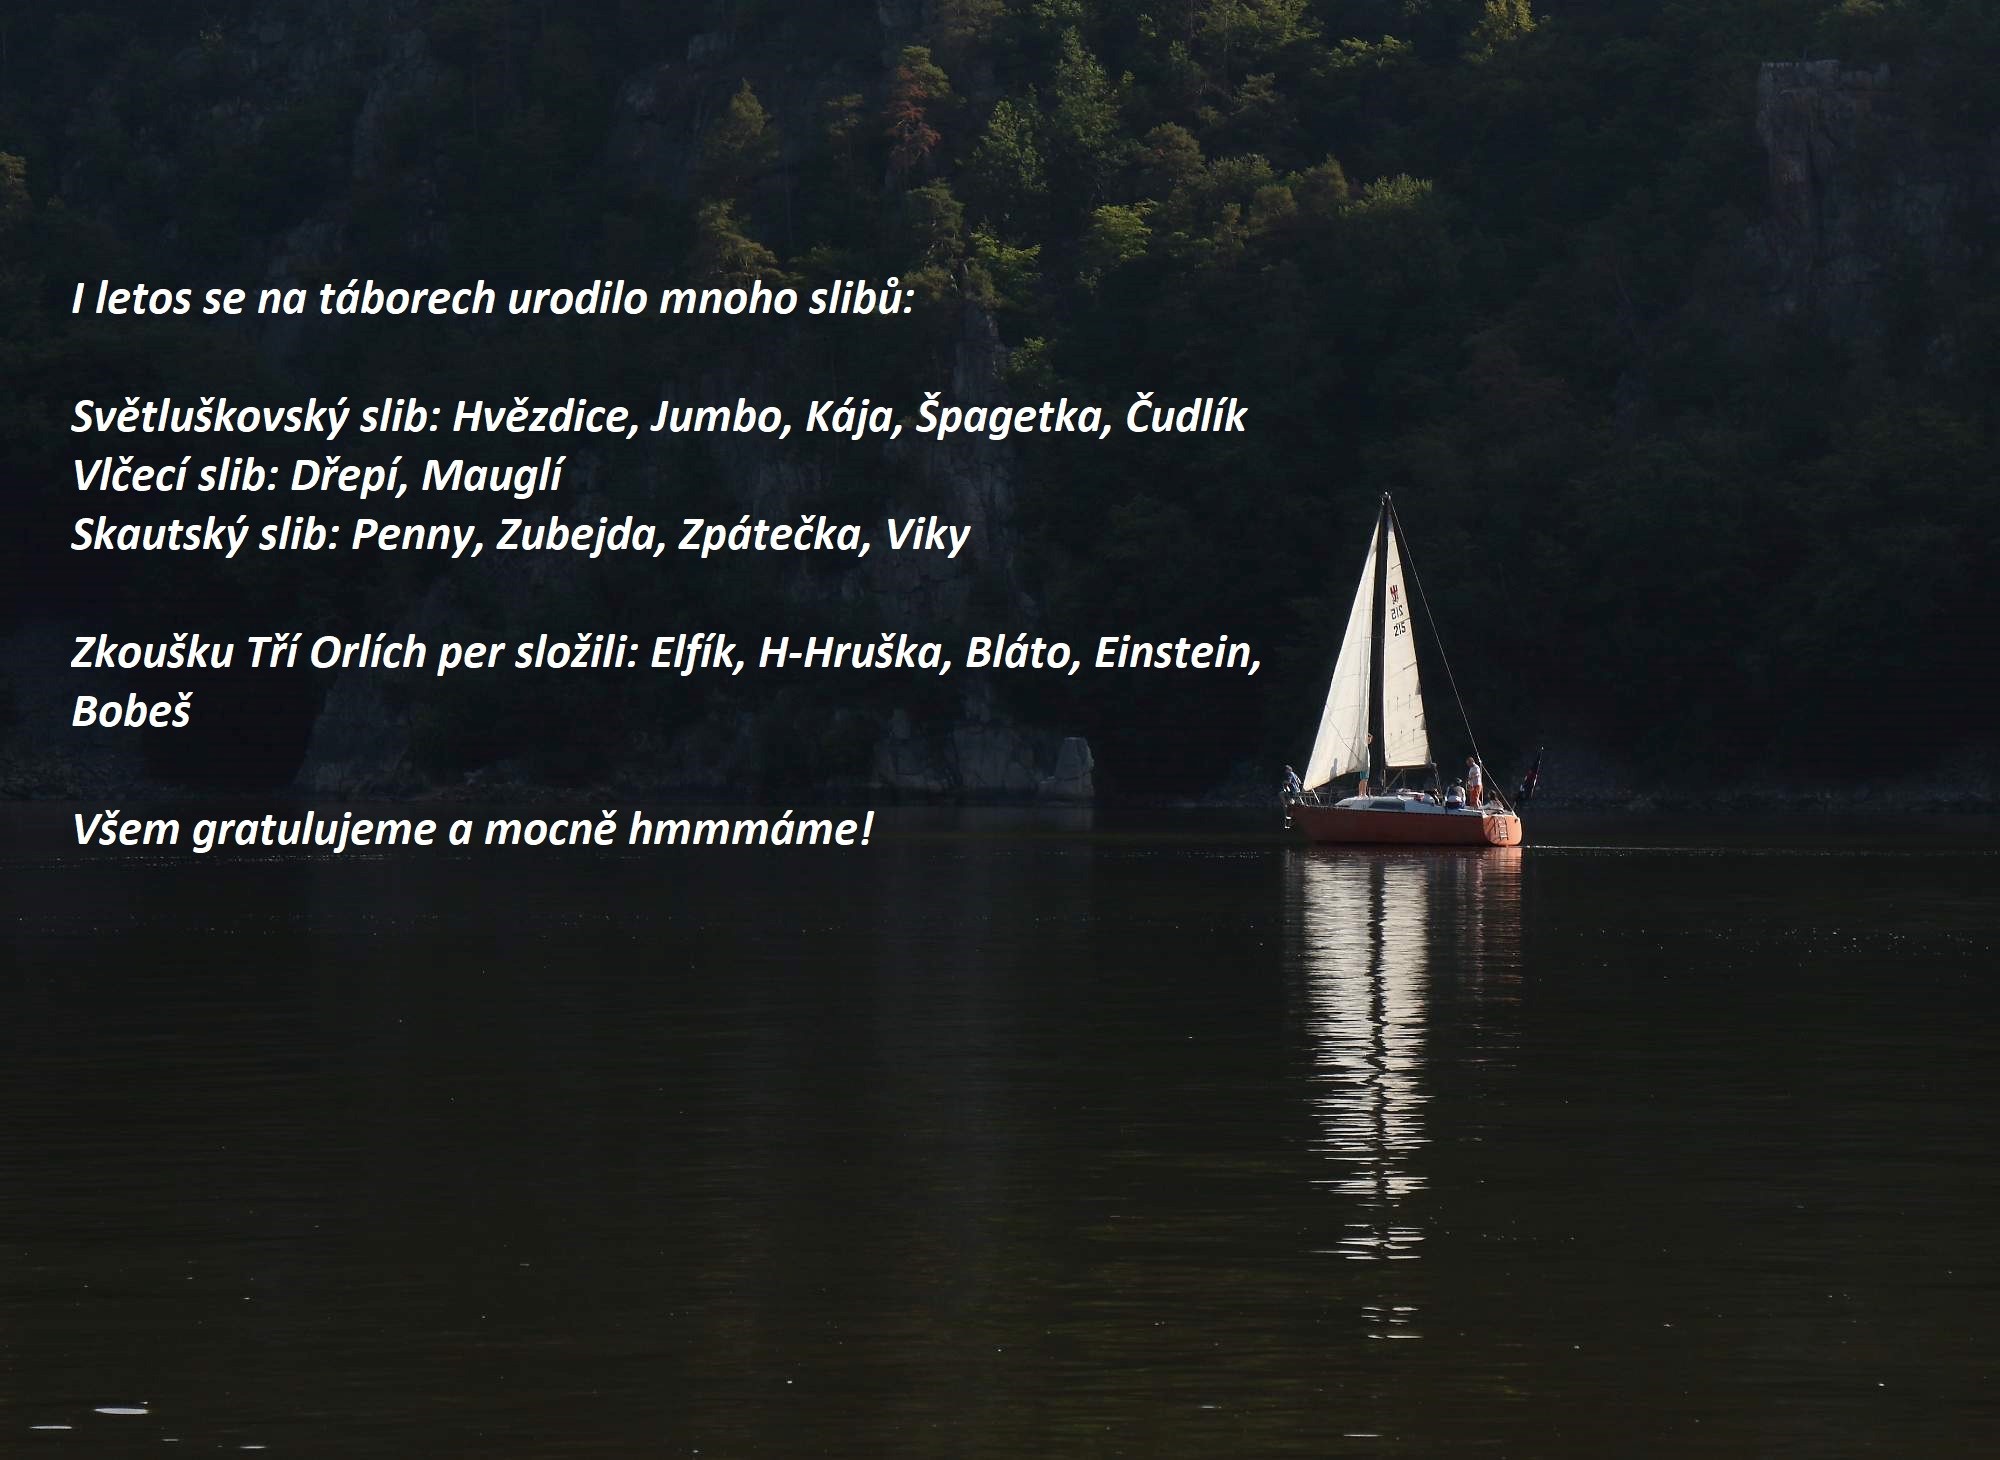 I letos se na táborech urodilo mnoho slibů:
Světluškovský slib: Hvězdice, Jumbo, Kája, Špagetka, Čudlík
Vlčecí slib: Dřepí, Mauglí
Skautský slib: Penny, Zubejda, Zpátečka, Viky
Zkoušku Tří Orlích per složili: Elfík, H-Hruška, Bláto, Einstein,
Bobeš
Všem gratulujeme a mocně hmmmáme!
215